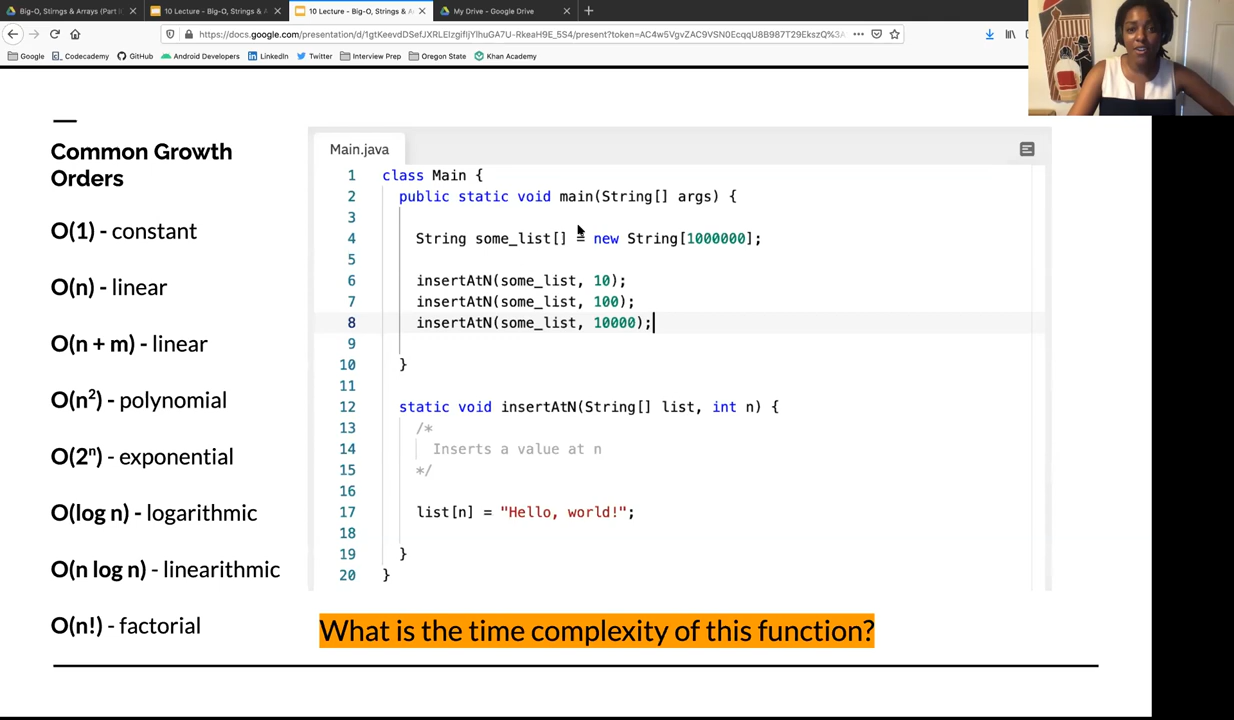 Big-O, Stirngs & Arrays (Part I
10 Lecture - Big-O, Strings & A
10 Lecture - Big-O, Strings & A
My Drive - Google Drive
Google
Codecademy
GitHub
Android Developers
LinkedIn
Twitter
Interview Prep
Oregon State
Khan Academy
Common Growth
Orders
O(1) - constant
O(n) - linear
O(n + m) - linear
O(n²) - polynomial
O(2ⁿ) - exponential
O(log n) - logarithmic
O(n log n) - linearithmic
O(n!) - factorial
Main.java
1 class Main {
2 public static void main(String[] args) {
3
4 String some_list[] = new String[1000000];
5
6 insertAtN(some_list, 10);
7 insertAtN(some_list, 100);
8 insertAtN(some_list, 10000);
9
10 }
11
12 static void insertAtN(String[] list, int n) {
13 /*
14 Inserts a value at n
15 */
16
17 list[n] = "Hello, world!";
18
19 }
20 }
What is the time complexity of this function?